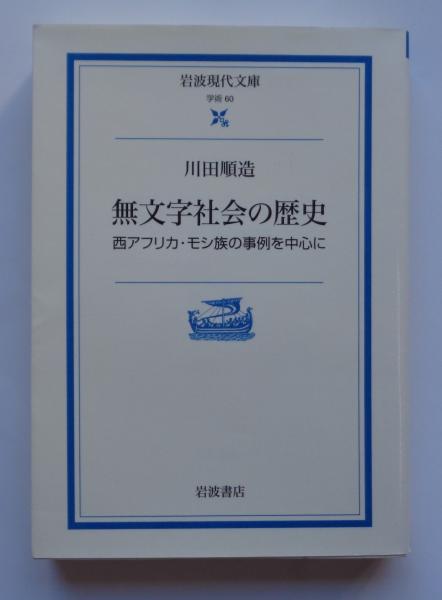 岩波現代文庫
学術 60
川田順造
無文字社会の歴史
西アフリカ・モシ族の事例を中心に
岩波書店